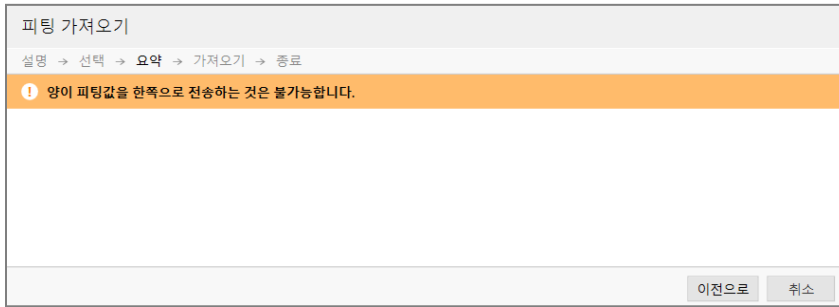 피팅 가져오기
설명 → 선택 → 요약 → 가져오기 → 종료
! 양이 피팅값을 한쪽으로 전송하는 것은 불가능합니다.
이전으로 취소